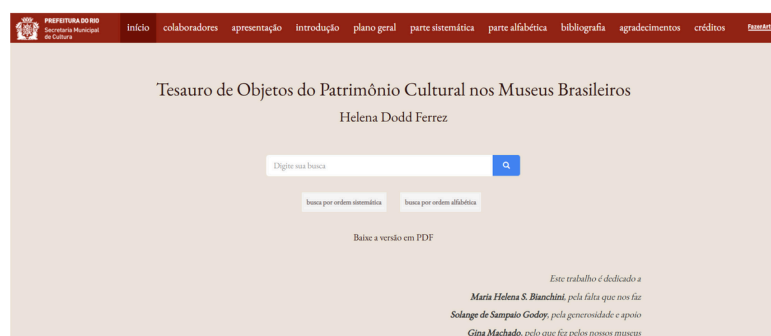 PREFEITURA DO RIO
Secretaria Municipal
de Cultura
início colaboradores apresentação introdução plano geral parte sistemática parte alfabética bibliografia agradecimentos créditos FazerArt
Tesauro de Objetos do Patrimônio Cultural nos Museus Brasileiros
Helena Dodd Ferrez
Digite sua busca
busca por ordem sistemática busca por ordem alfabética
Baixe a versão em PDF
Este trabalho é dedicado a
Maria Helena S. Bianchini, pela falta que nos faz
Solange de Sampaio Godoy, pela generosidade e apoio
Gina Machado, pelo que fez pelos nossos museus